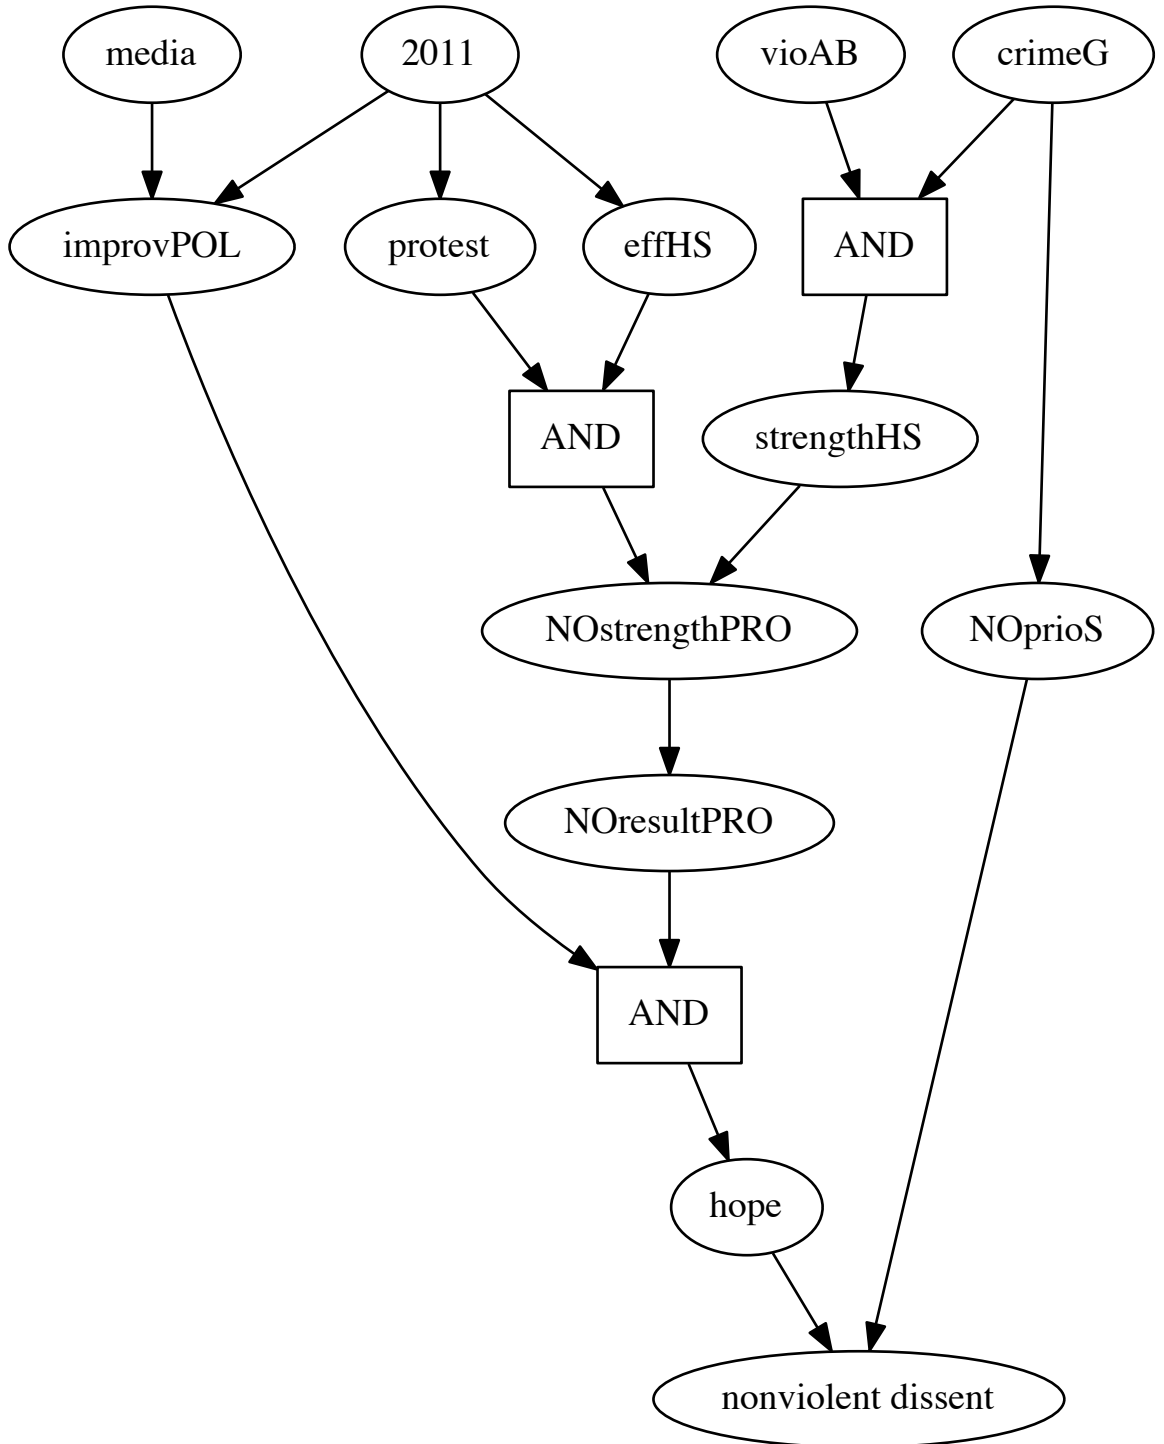 media
2011
vioAB
crimeG
improvPOL
protest
effHS
AND
AND
strengthHS
NOstrengthPRO
NOprioS
NOresultPRO
AND
hope
nonviolent dissent